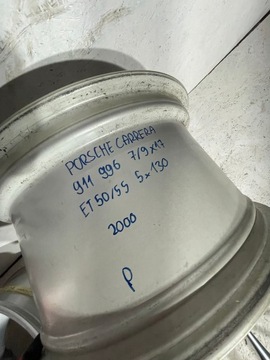 PORSCHE CARRERA
911 996 7/9x17
ET 50/55 5x130
2000
P